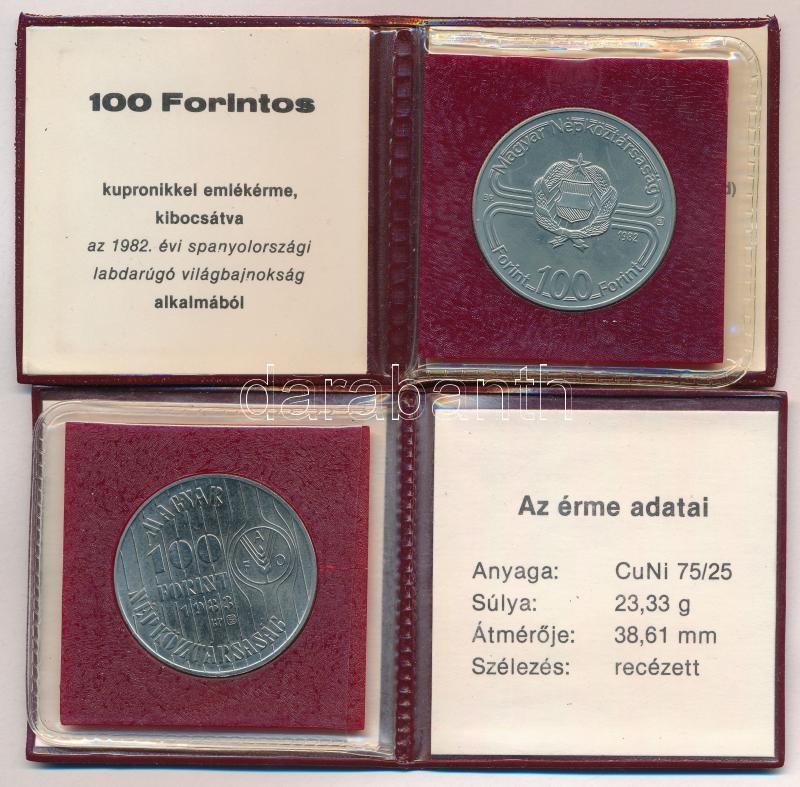 100 Forintos
kupronikkel emlékérme,
kibocsátva
az 1982. évi spanyolországi
labdarúgó világbajnokság
alkalmából
Magyar Népköztársaság
BP
1982
Forint 100 Forint
darabanth
MAGYAR
100
FORINT
1983
BP
NÉPKÖZTÁRSASÁG
F A O
Az érme adatai
Anyaga: CuNi 75/25
Súlya: 23,33 g
Átmérője: 38,61 mm
Szélezés: recézett